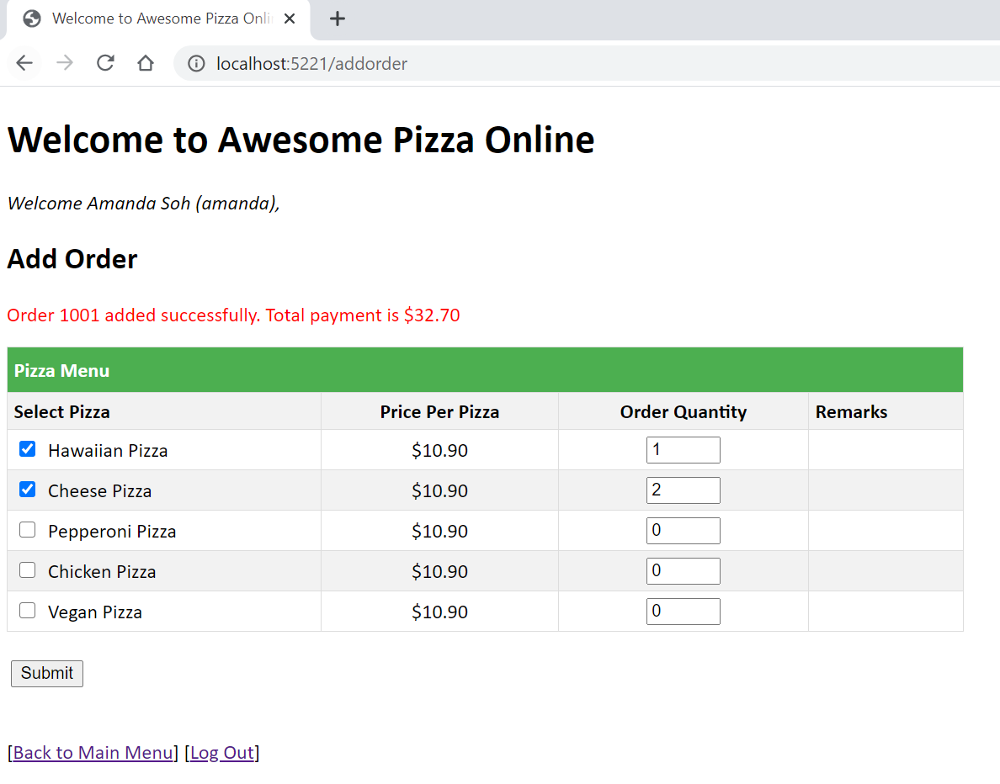 Welcome to Awesome Pizza Onli
localhost:5221/addorder
Welcome to Awesome Pizza Online
Welcome Amanda Soh (amanda),
Add Order
Order 1001 added successfully. Total payment is $32.70
Pizza Menu
Select Pizza Price Per Pizza Order Quantity Remarks
Hawaiian Pizza $10.90 1
Cheese Pizza $10.90 2
Pepperoni Pizza $10.90 0
Chicken Pizza $10.90 0
Vegan Pizza $10.90 0
Submit
[Back to Main Menu] [Log Out]